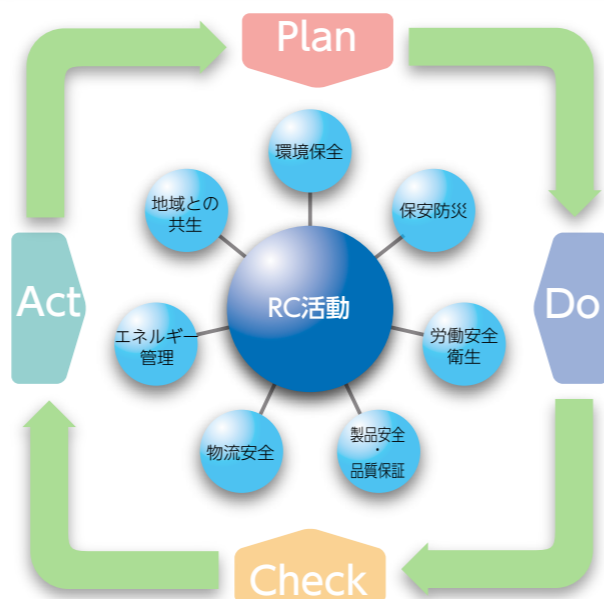 Plan
環境保全
地域との
共生
保安防災
Act
RC活動
Do
エネルギー
管理
労働安全
衛生
物流安全
製品安全
・
品質保証
Check